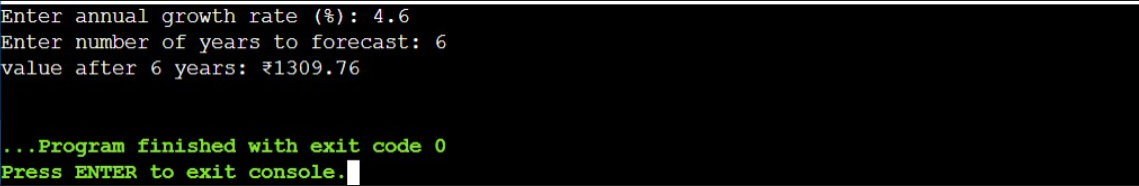 Enter annual growth rate (%): 4.6
Enter number of years to forecast: 6
value after 6 years: ₹1309.76
...Program finished with exit code 0
Press ENTER to exit console.